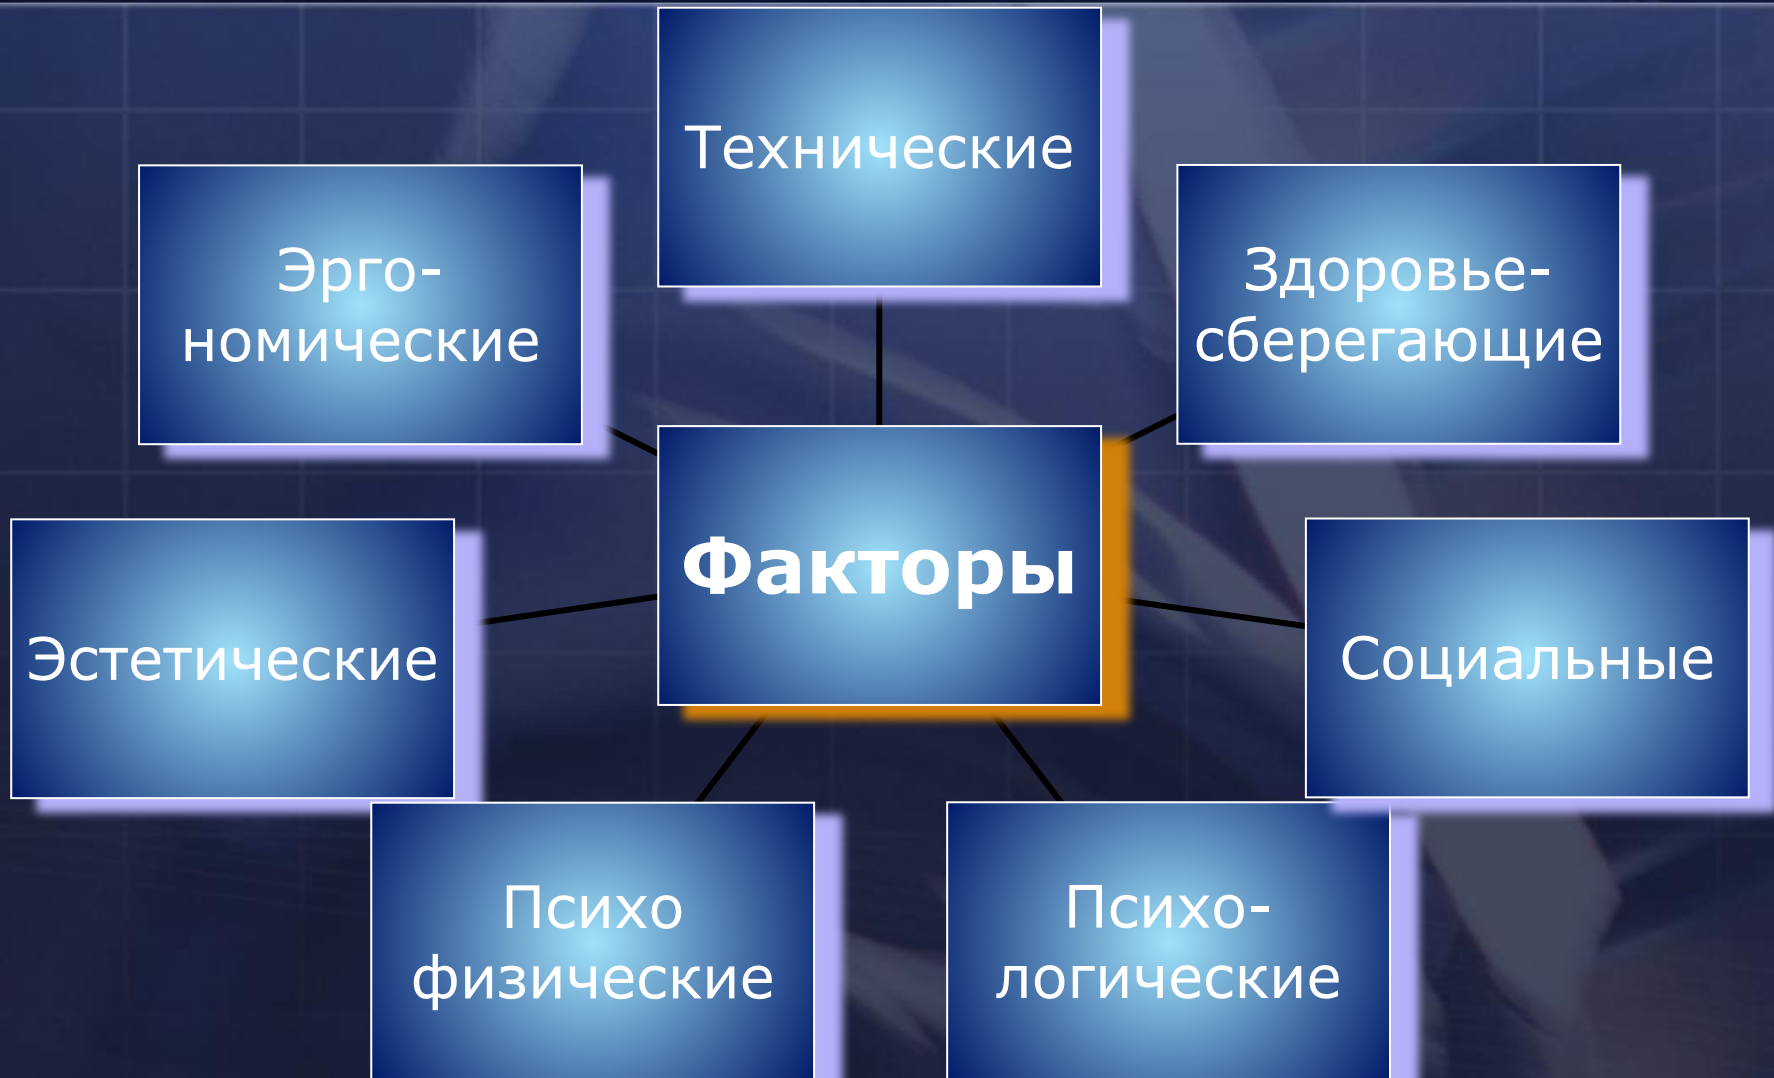 Технические
Эрго-
номические
Здоровье-
сберегающие
Факторы
Эстетические
Социальные
Психо
физические
Психо-
логические